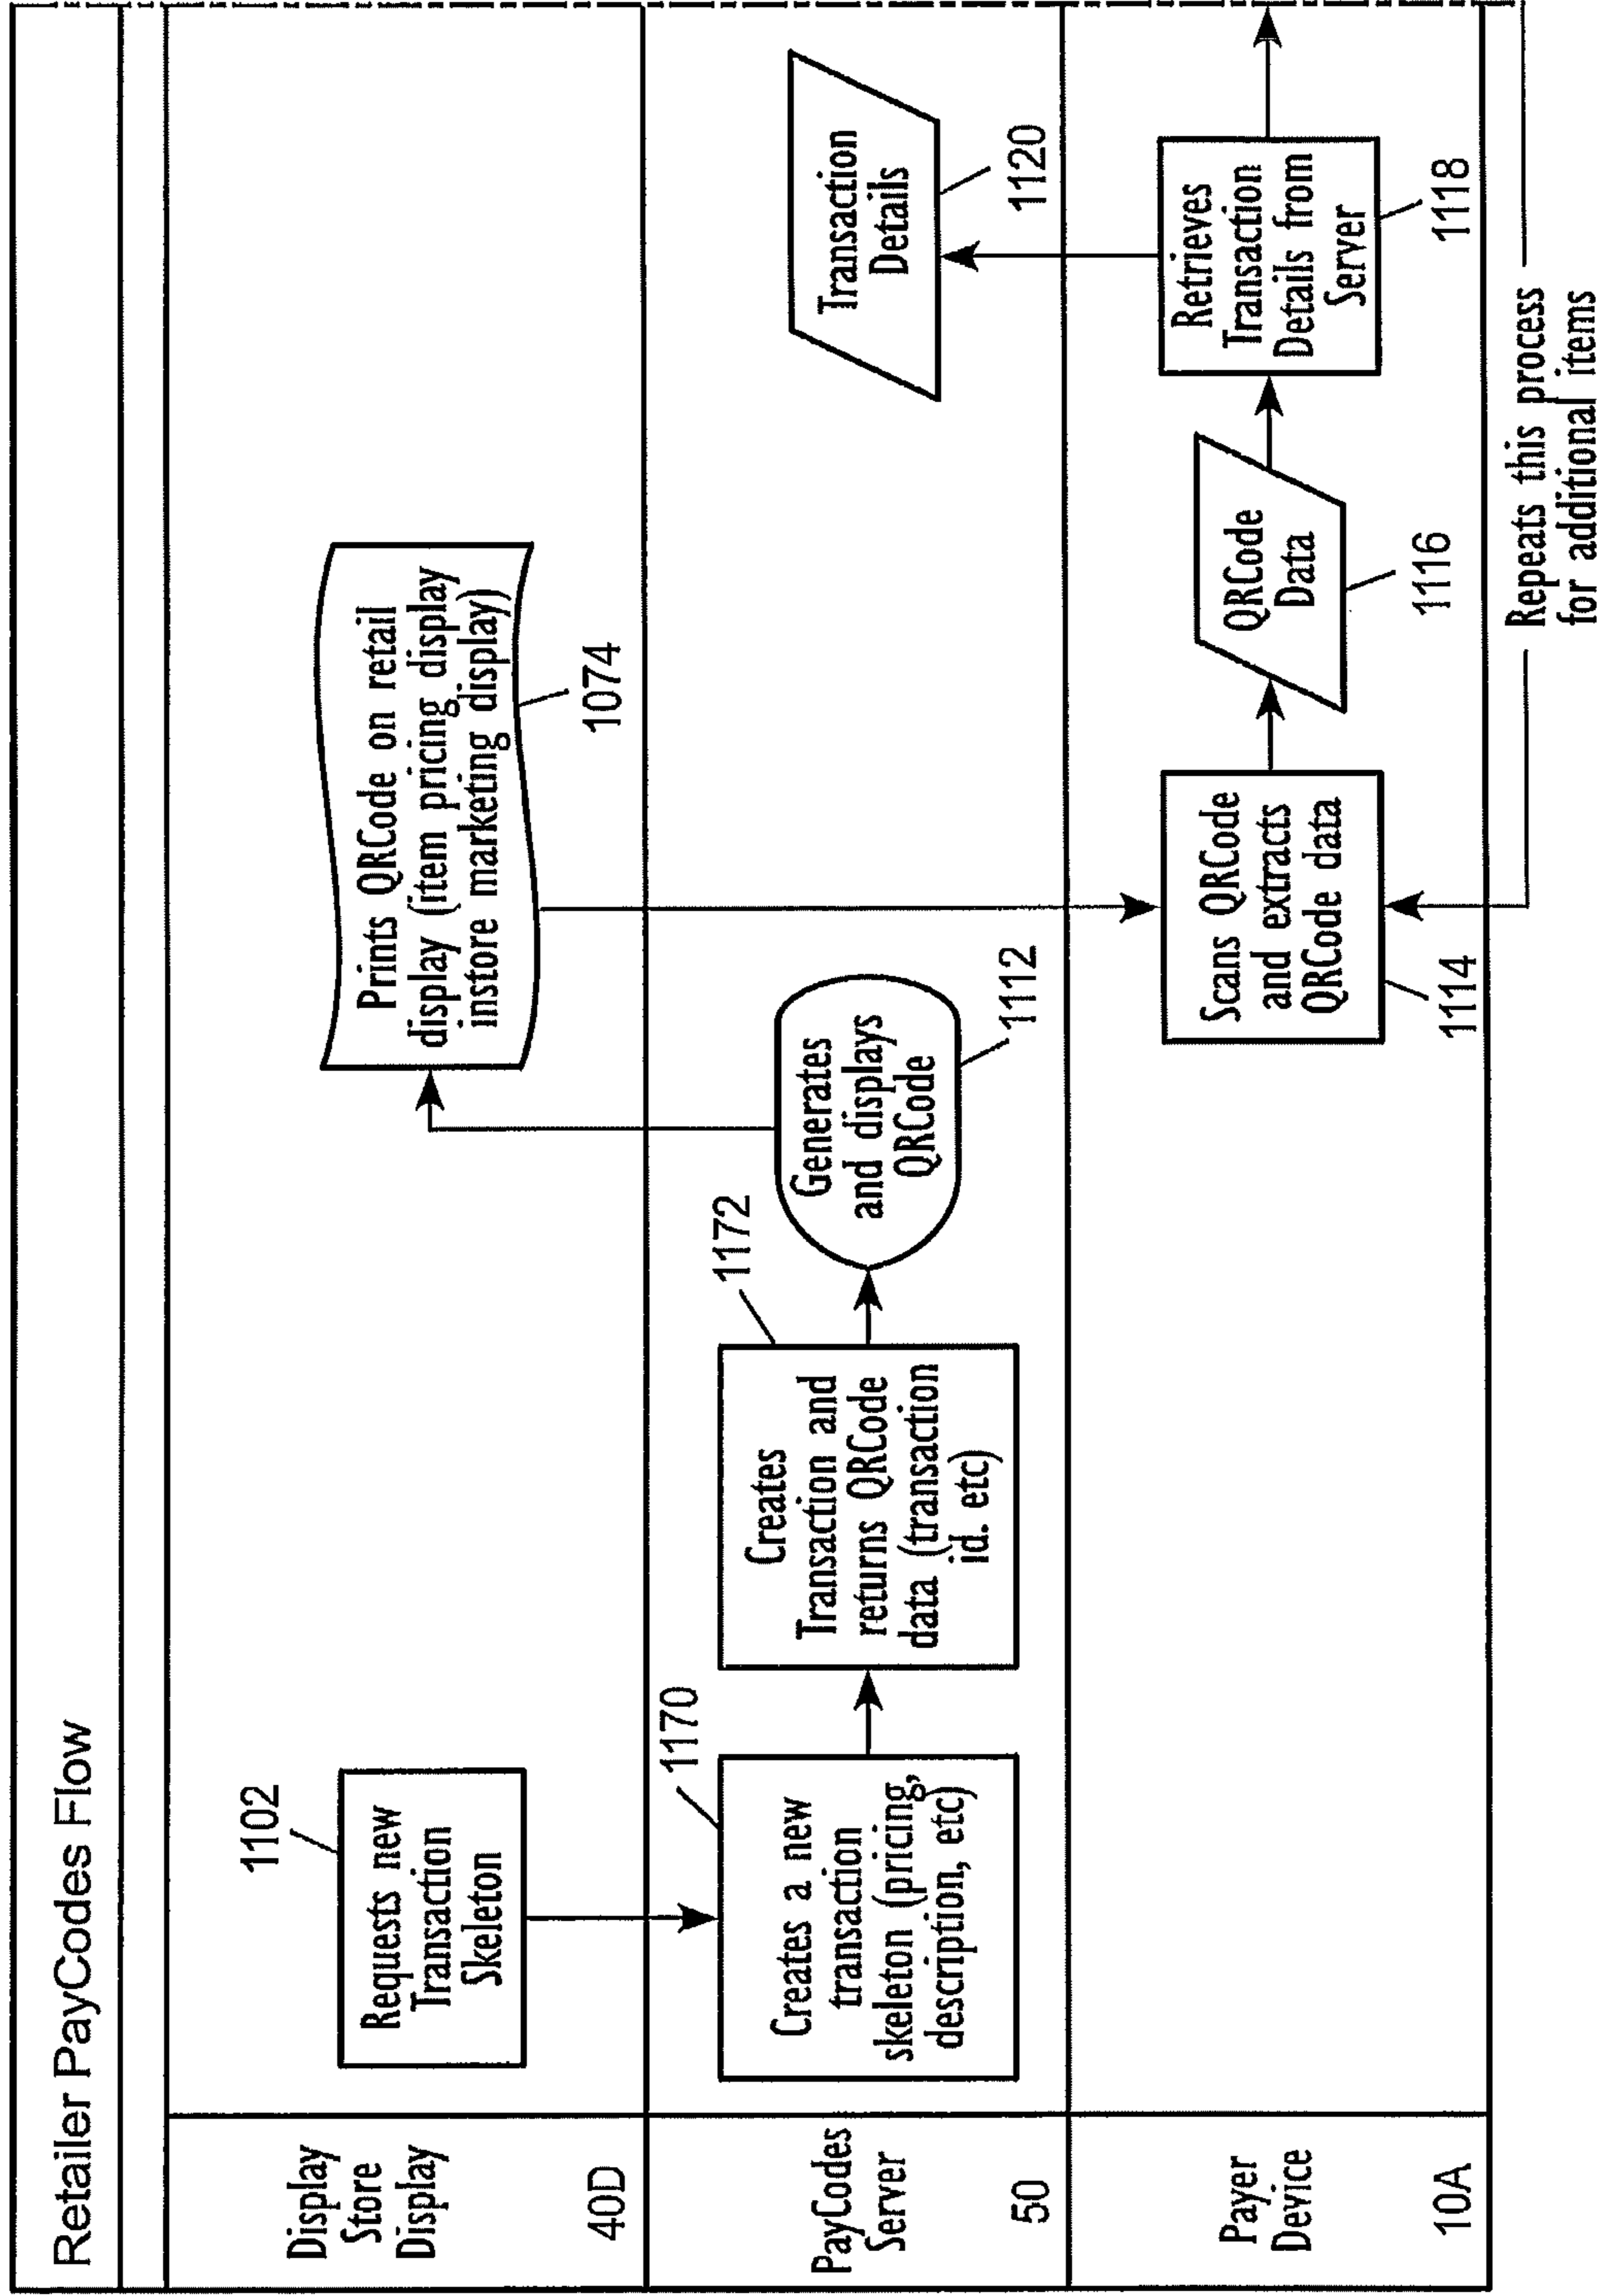 Retailer PayCodes Flow
Display
Store
Display
40D
1102
Requests new
Transaction
Skeleton
Prints QRCode on retail
display (item pricing display
instore marketing display)
1074
PayCodes
Server
50
1170
Creates a new
transaction
skeleton (pricing,
description, etc)
1172
Creates
Transaction and
returns QRCode
data (transaction
id. etc)
Generates
and displays
QRCode
1112
Transaction
Details
1120
Payer
Device
10A
Scans QRCode
and extracts
QRCode data
1114
QRCode
Data
1116
Retrieves
Transaction
Details from
Server
1118
Repeats this process
for additional items